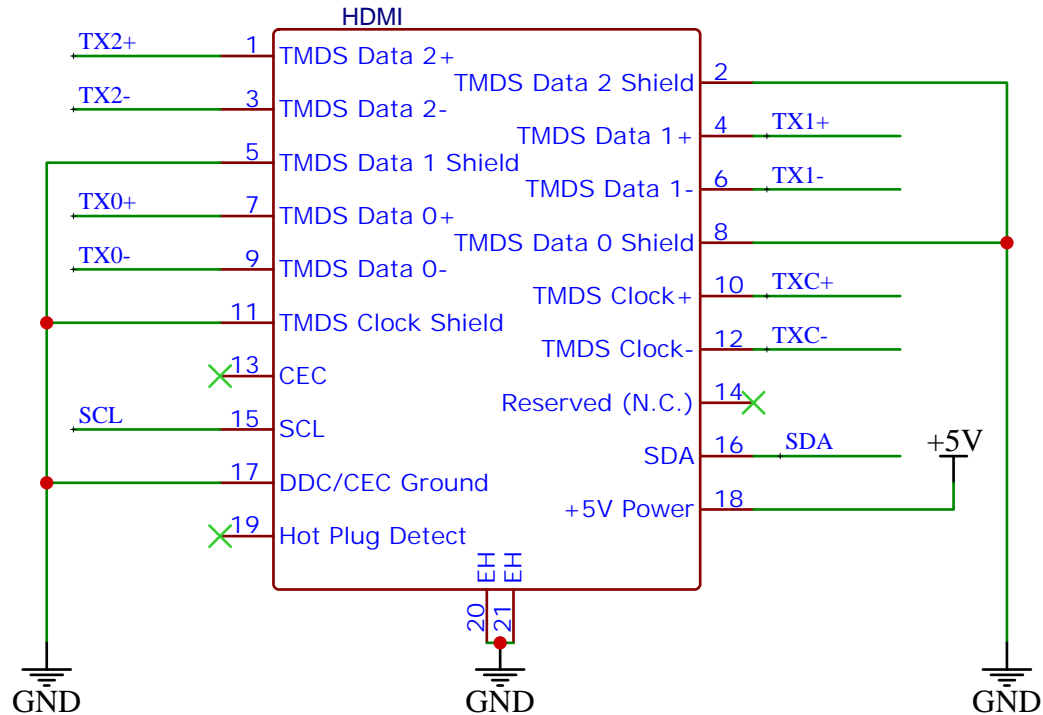 HDMI
TX2+ 1 TMDS Data 2+
TMDS Data 2 Shield 2
TX2- 3 TMDS Data 2-
TMDS Data 1+ 4 TX1+
5 TMDS Data 1 Shield
TMDS Data 1- 6 TX1-
TX0+ 7 TMDS Data 0+
TMDS Data 0 Shield 8
TX0- 9 TMDS Data 0-
TMDS Clock+ 10 TXC+
11 TMDS Clock Shield
TMDS Clock- 12 TXC-
13 CEC
Reserved (N.C.) 14
SCL 15 SCL
SDA 16 SDA
+5V
17 DDC/CEC Ground
+5V Power 18
19 Hot Plug Detect
EH EH
20 21
GND GND GND